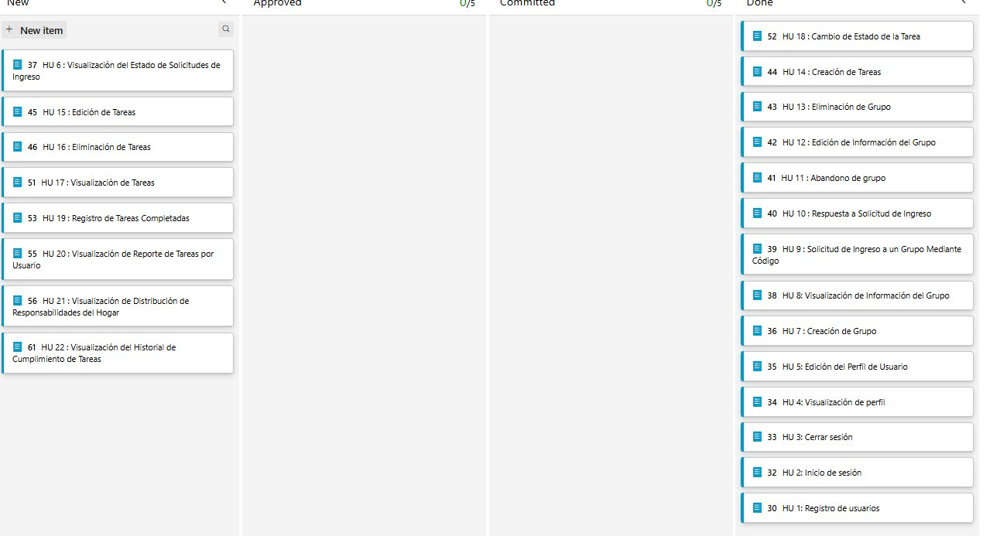 New
Approved
0/5
Committed
0/5
Done
+ New item
37 HU 6 : Visualización del Estado de Solicitudes de
Ingreso
45 HU 15 : Edición de Tareas
46 HU 16 : Eliminación de Tareas
51 HU 17 : Visualización de Tareas
53 HU 19 : Registro de Tareas Completadas
55 HU 20 : Visualización de Reporte de Tareas por
Usuario
56 HU 21 : Visualización de Distribución de
Responsabilidades del Hogar
61 HU 22 : Visualización del Historial de
Cumplimiento de Tareas
52 HU 18 : Cambio de Estado de la Tarea
44 HU 14 : Creación de Tareas
43 HU 13 : Eliminación de Grupo
42 HU 12 : Edición de Información del Grupo
41 HU 11 : Abandono de grupo
40 HU 10 : Respuesta a Solicitud de Ingreso
39 HU 9 : Solicitud de Ingreso a un Grupo Mediante
Código
38 HU 8: Visualización de Información del Grupo
36 HU 7 : Creación de Grupo
35 HU 5: Edición del Perfil de Usuario
34 HU 4: Visualización de perfil
33 HU 3: Cerrar sesión
32 HU 2: Inicio de sesión
30 HU 1: Registro de usuarios